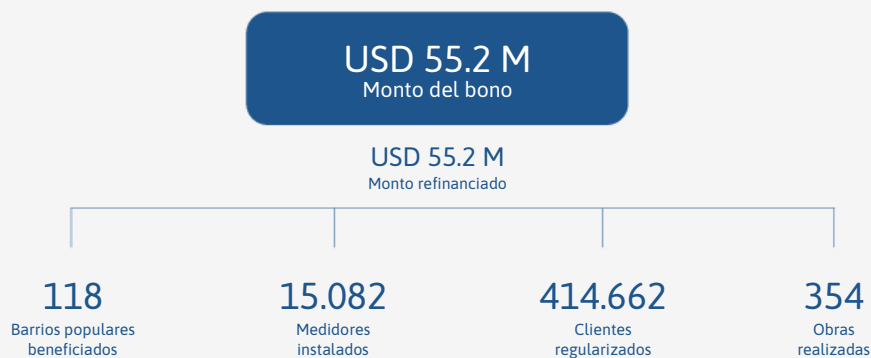 USD 55.2 M
Monto del bono
USD 55.2 M
Monto refinanciado
118
Barrios populares
beneficiados
15.082
Medidores
instalados
414.662
Clientes
regularizados
354
Obras
realizadas